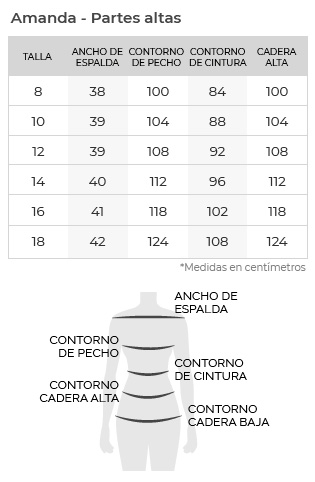 Amanda - Partes altas
TALLA ANCHO DE ESPALDA CONTORNO DE PECHO CONTORNO DE CINTURA CADERA ALTA
8 38 100 84 100
10 39 104 88 104
12 39 108 92 108
14 40 112 96 112
16 41 118 102 118
18 42 124 108 124
*Medidas en centímetros
ANCHO DE
ESPALDA
CONTORNO
DE PECHO
CONTORNO
DE CINTURA
CONTORNO
CADERA ALTA
CONTORNO
CADERA BAJA